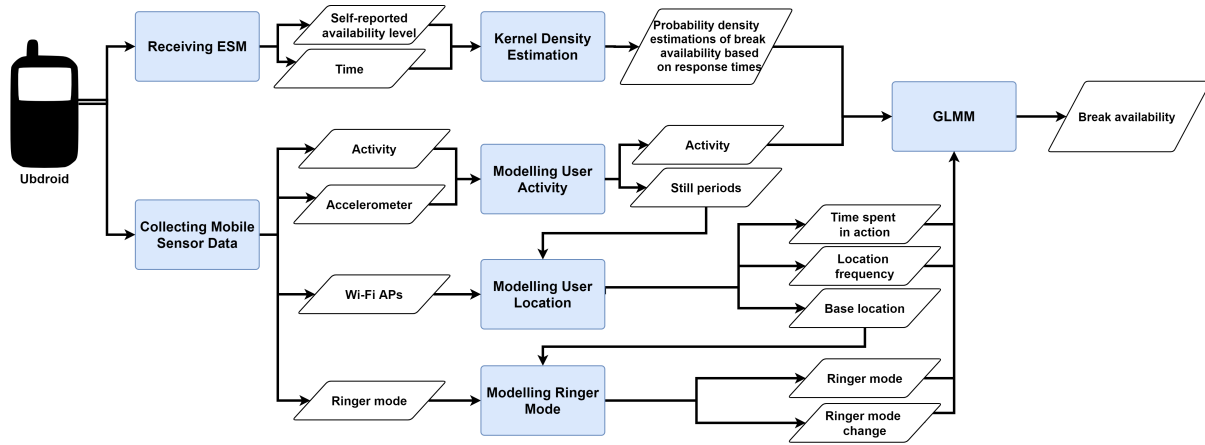 Ubdroid
Receiving ESM
Self-reported
availability level
Time
Kernel Density
Estimation
Probability density
estimations of break
availability based
on response times
GLMM
Break availability
Collecting Mobile
Sensor Data
Activity
Accelerometer
Modelling User
Activity
Activity
Still periods
Wi-Fi APs
Modelling User
Location
Time spent
in action
Location
frequency
Base location
Ringer mode
Modelling Ringer
Mode
Ringer mode
Ringer mode
change